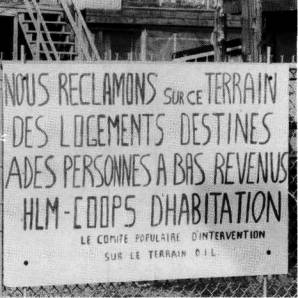 NOUS RECLAMONS SUR CE TERRAIN
DES LOGEMENTS DESTINES
A DES PERSONNES A BAS REVENUS
HLM-COOPS D'HABITATION
LE COMITE POPULAIRE D'INTERVENTION
SUR LE TERRAIN O.I.L.